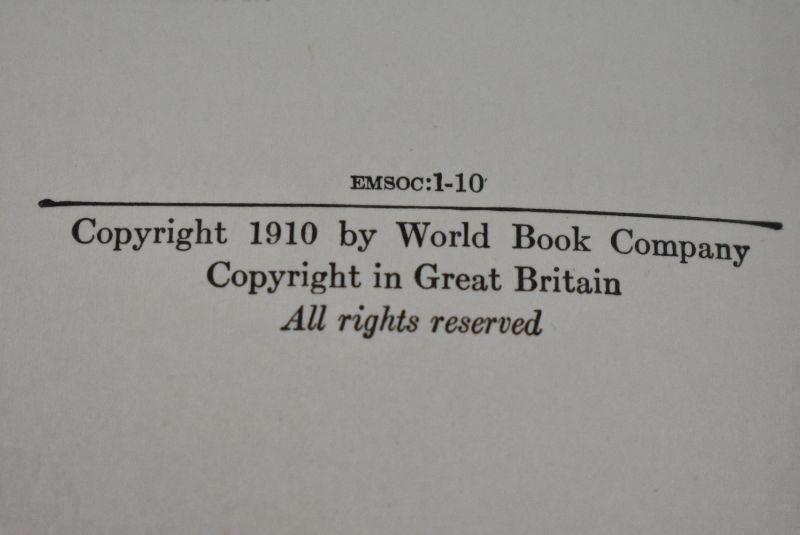 EMSOC:1-10
Copyright 1910 by World Book Company
Copyright in Great Britain
All rights reserved